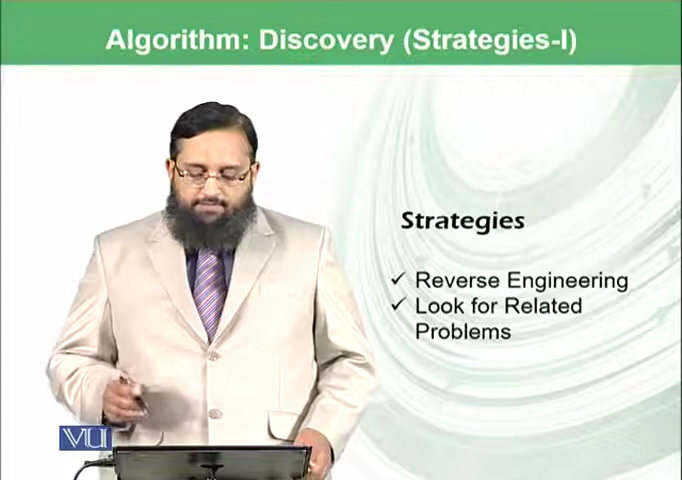 Algorithm: Discovery (Strategies-I)
Strategies
✓ Reverse Engineering
✓ Look for Related
Problems
VU